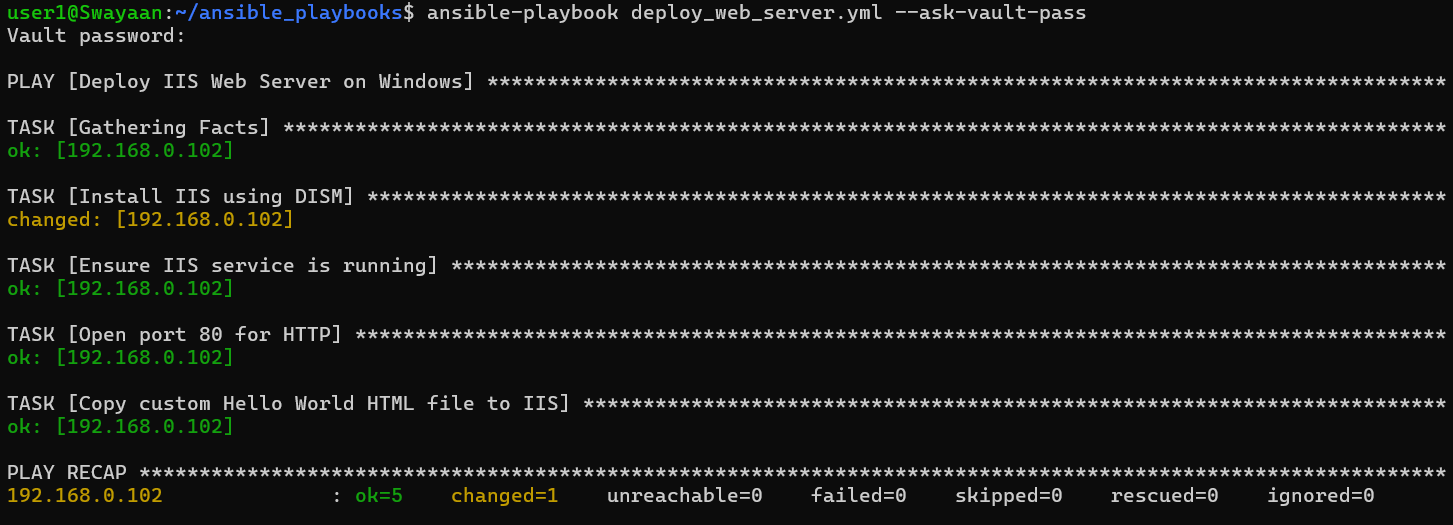 user1@Swayaan:~/ansible_playbooks$ ansible-playbook deploy_web_server.yml --ask-vault-pass
Vault password:
PLAY [Deploy IIS Web Server on Windows] ********************************************************************************
TASK [Gathering Facts] *************************************************************************************************
ok: [192.168.0.102]
TASK [Install IIS using DISM] ******************************************************************************************
changed: [192.168.0.102]
TASK [Ensure IIS service is running] ***********************************************************************************
ok: [192.168.0.102]
TASK [Open port 80 for HTTP] *******************************************************************************************
ok: [192.168.0.102]
TASK [Copy custom Hello World HTML file to IIS] ************************************************************************
ok: [192.168.0.102]
PLAY RECAP *************************************************************************************************************
192.168.0.102              : ok=5    changed=1    unreachable=0    failed=0    skipped=0    rescued=0    ignored=0